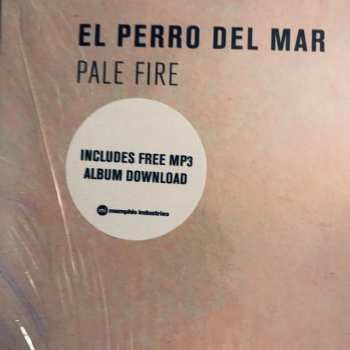 EL PERRO DEL MAR
PALE FIRE
INCLUDES FREE MP3
ALBUM DOWNLOAD
memphis industries